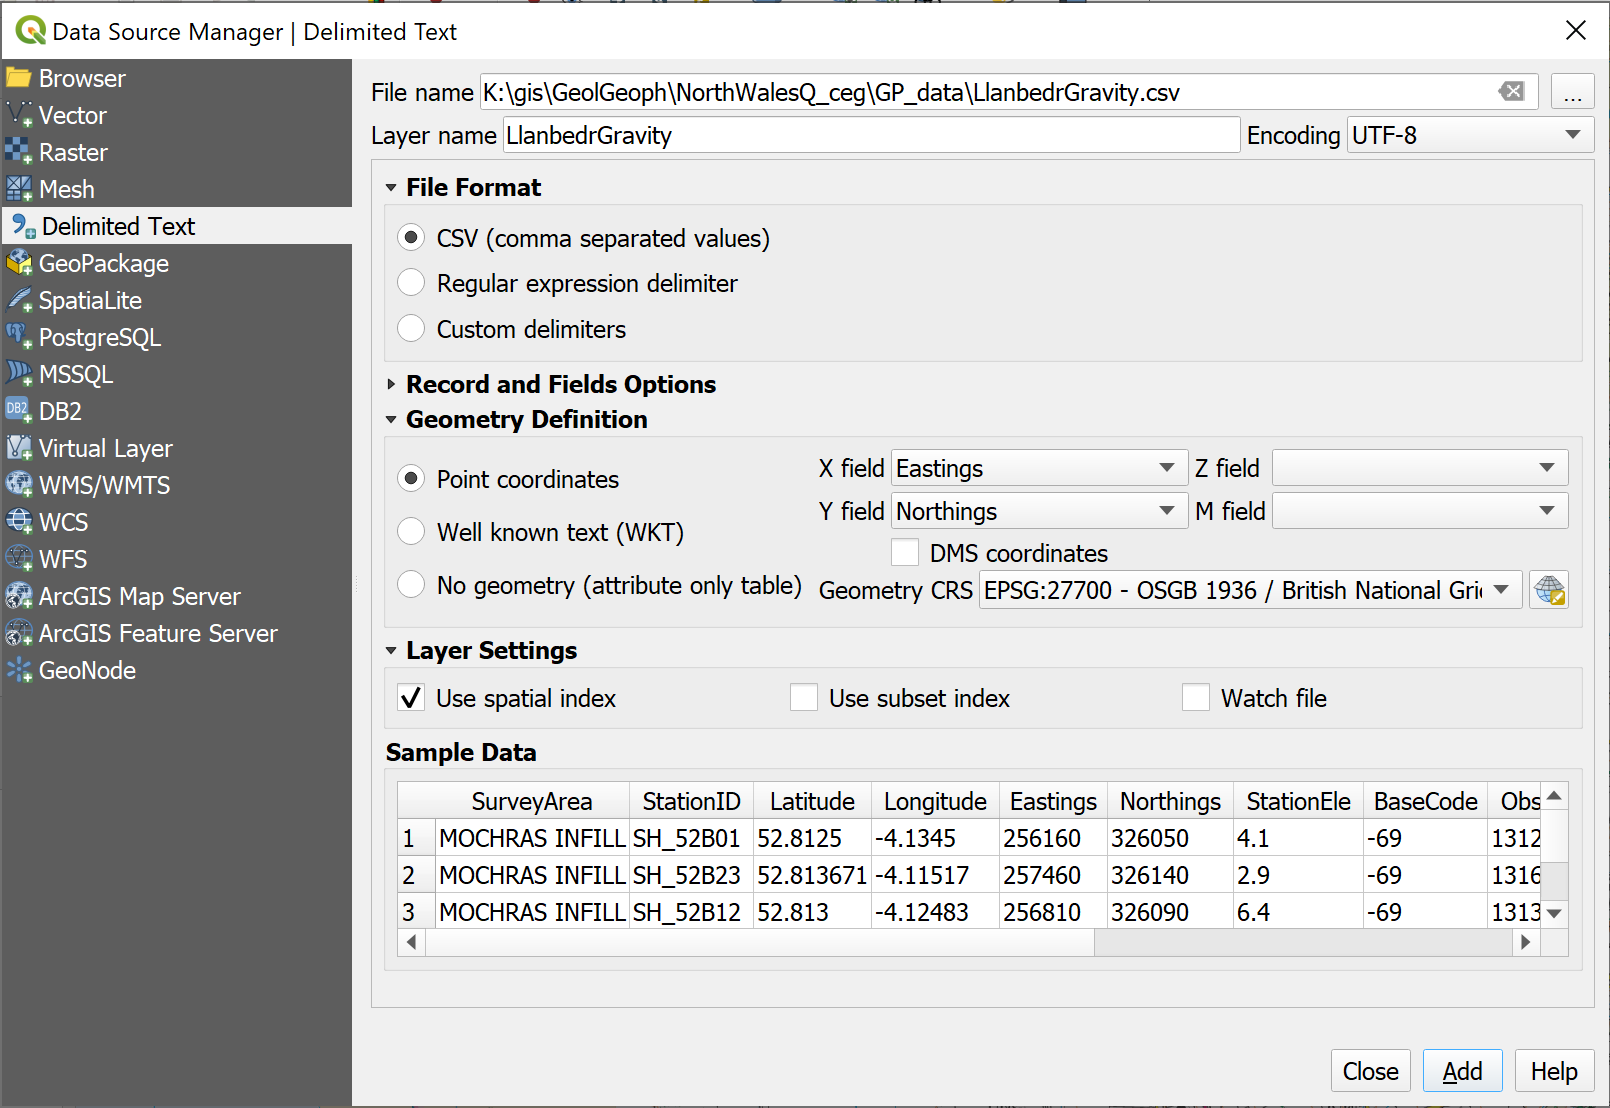 Data Source Manager | Delimited Text
Browser
Vector
Raster
Mesh
Delimited Text
GeoPackage
SpatiaLite
PostgreSQL
MSSQL
DB2 DB2
Virtual Layer
WMS/WMTS
WCS
WFS
ArcGIS Map Server
ArcGIS Feature Server
GeoNode
File name K:\gis\GeolGeoph\NorthWalesQ_ceg\GP_data\LlanbedrGravity.csv ...
Layer name LlanbedrGravity Encoding UTF-8
File Format
CSV (comma separated values)
Regular expression delimiter
Custom delimiters
Record and Fields Options
Geometry Definition
Point coordinates
Well known text (WKT)
No geometry (attribute only table)
X field Eastings Z field
Y field Northings M field
DMS coordinates
Geometry CRS EPSG:27700 - OSGB 1936 / British National Gri
Layer Settings
Use spatial index Use subset index Watch file
Sample Data
SurveyArea StationID Latitude Longitude Eastings Northings StationEle BaseCode Obs
1 MOCHRAS INFILL SH_52B01 52.8125 -4.1345 256160 326050 4.1 -69 1312
2 MOCHRAS INFILL SH_52B23 52.813671 -4.11517 257460 326140 2.9 -69 1316
3 MOCHRAS INFILL SH_52B12 52.813 -4.12483 256810 326090 6.4 -69 1313
Close Add Help